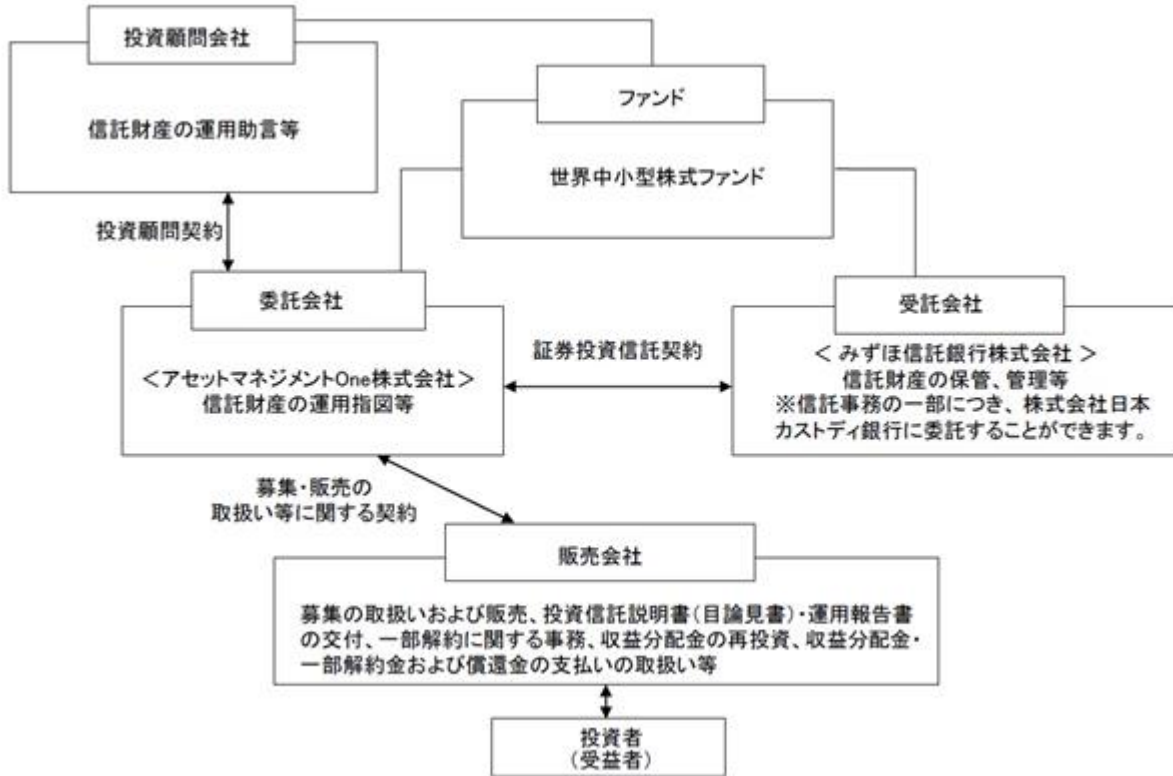 投資顧問会社
信託財産の運用助言等
ファンド
世界中小型株式ファンド
投資顧問契約
委託会社
<アセットマネジメントOne株式会社>
信託財産の運用指図等
証券投資信託契約
受託会社
< みずほ信託銀行株式会社 >
信託財産の保管、管理等
※信託事務の一部につき、株式会社日本
カストディ銀行に委託することができます。
募集・販売の
取扱い等に関する契約
販売会社
募集の取扱いおよび販売、投資信託説明書(目論見書)・運用報告書
の交付、一部解約に関する事務、収益分配金の再投資、収益分配金・
一部解約金および償還金の支払いの取扱い等
投資者
(受益者)